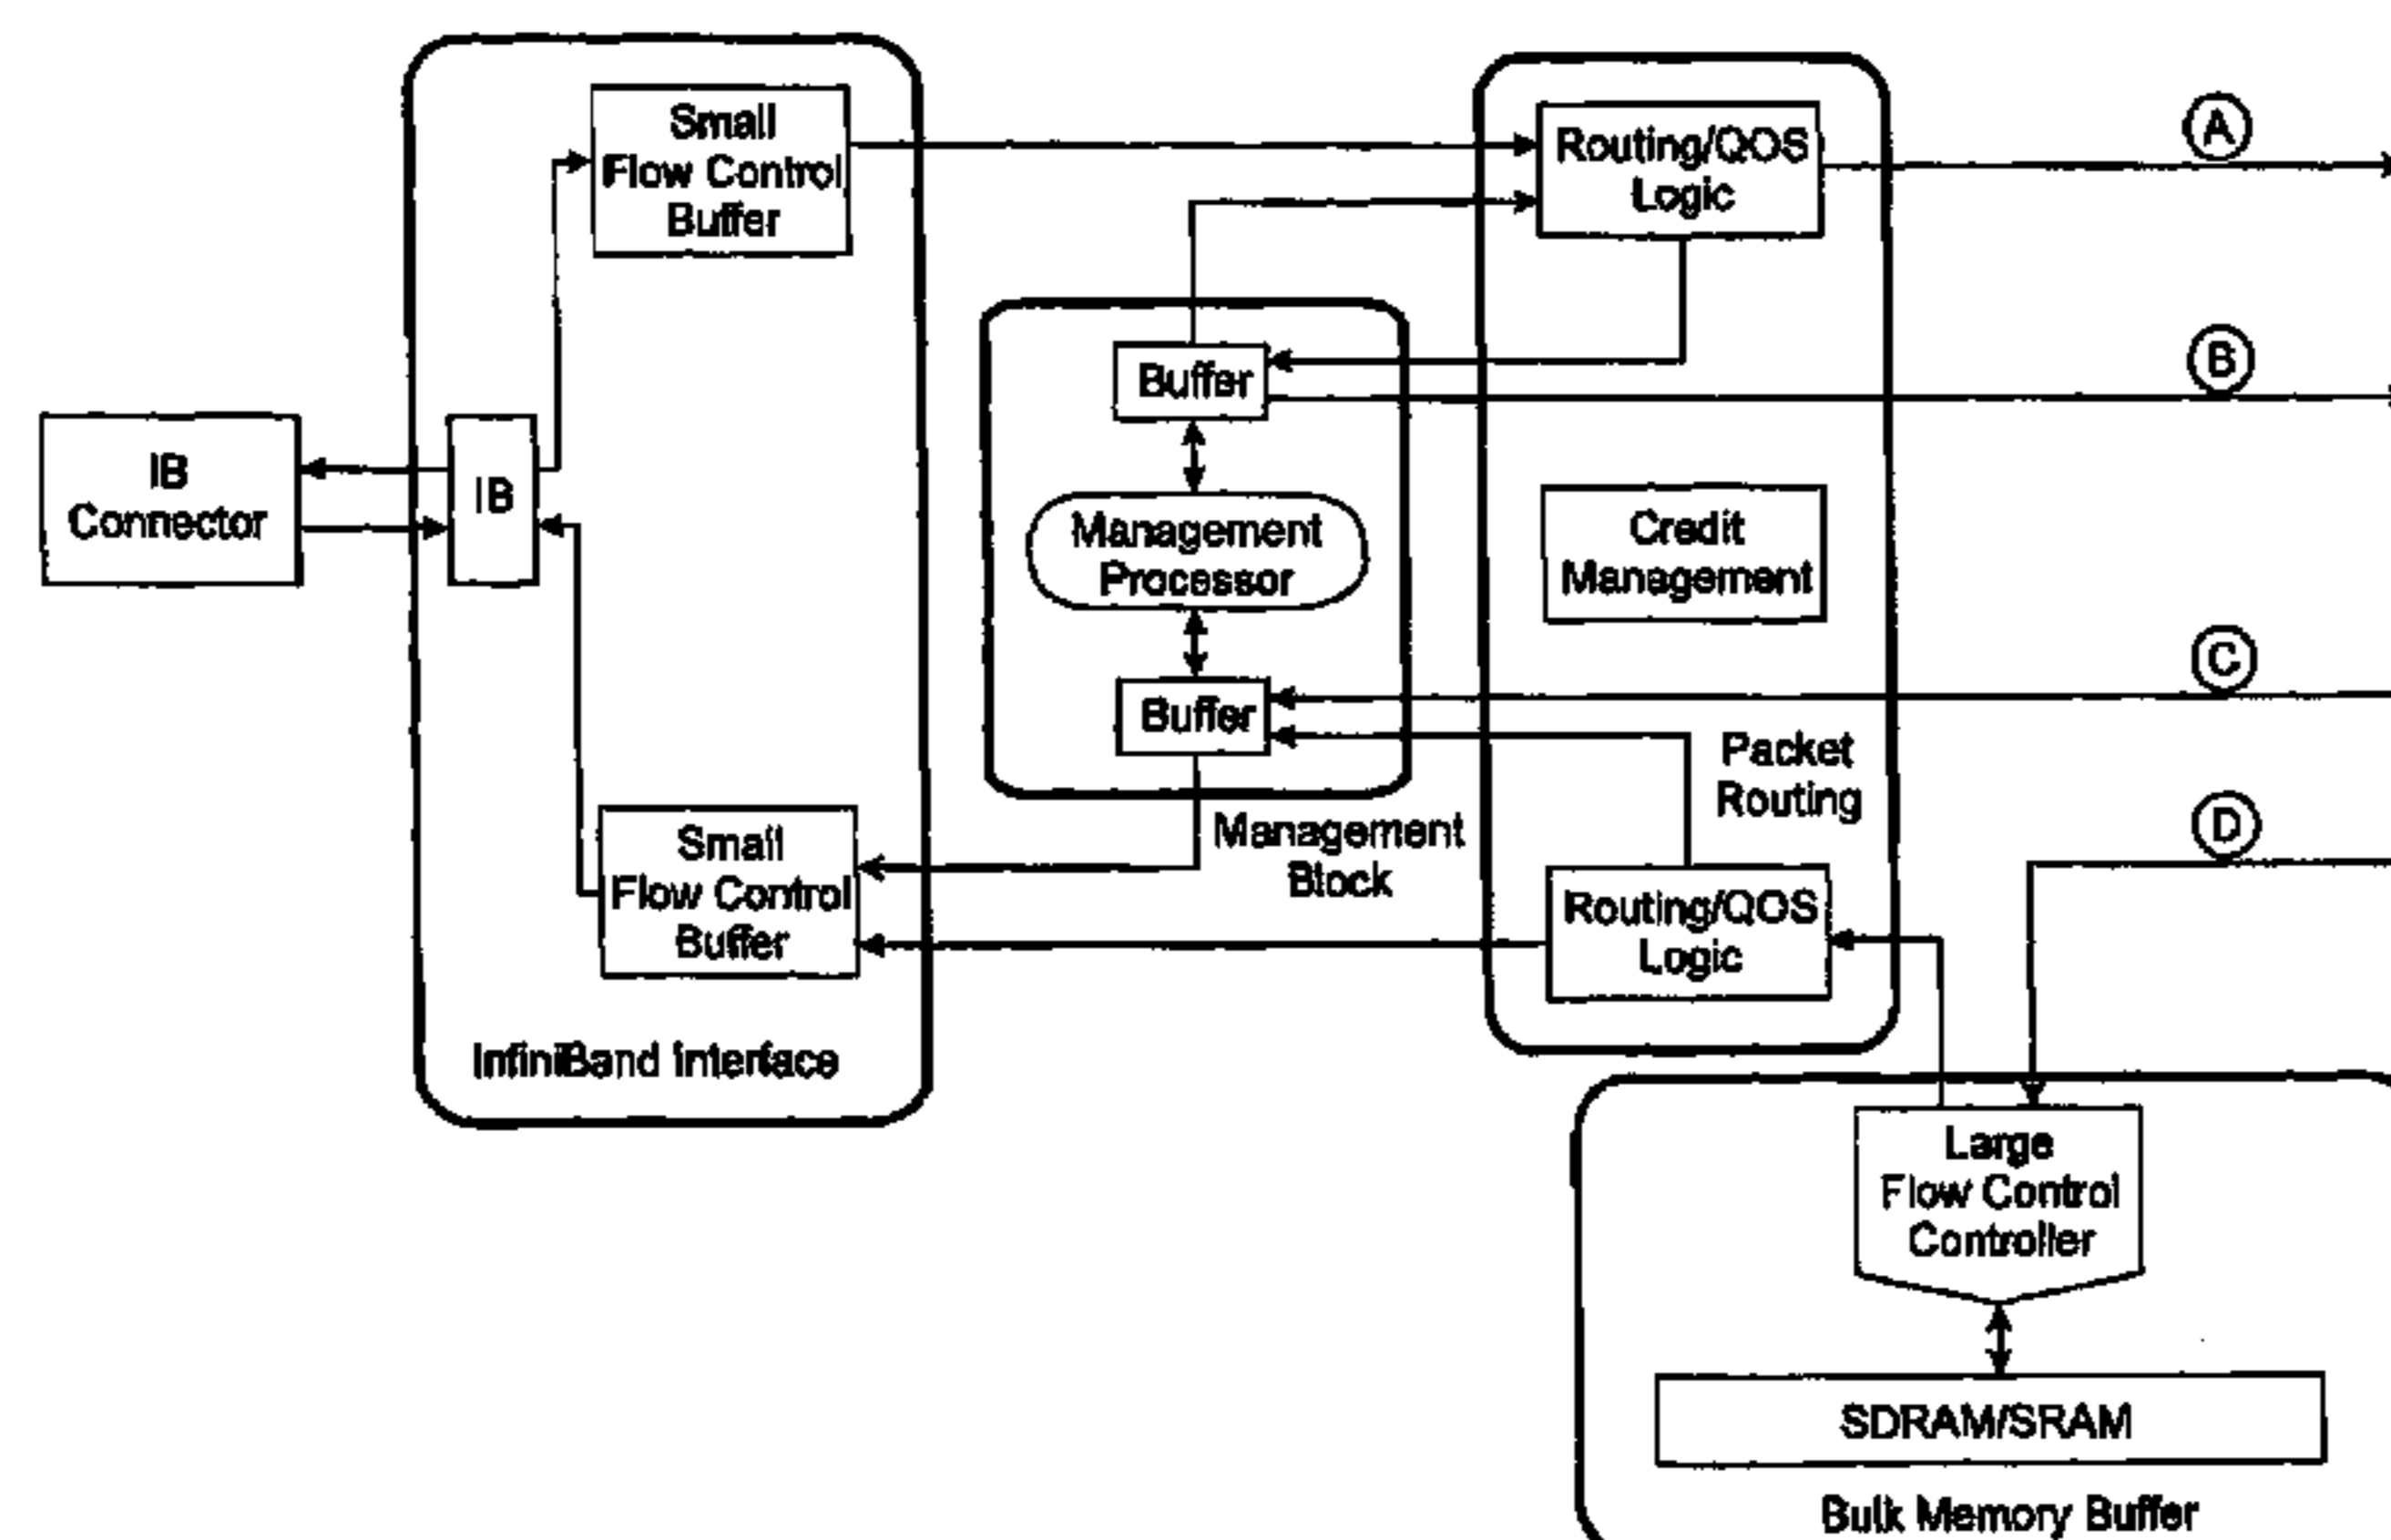 Small
Flow Control
Buffer
Routing/QOS
Logic
A
Buffer
B
IB
Connector
IB
Management
Processor
Credit
Management
Buffer
C
Packet
Routing
Management
Block
D
Small
Flow Control
Buffer
Routing/QOS
Logic
InfiniBand Interface
Large
Flow Control
Controller
SDRAM/SRAM
Bulk Memory Buffer